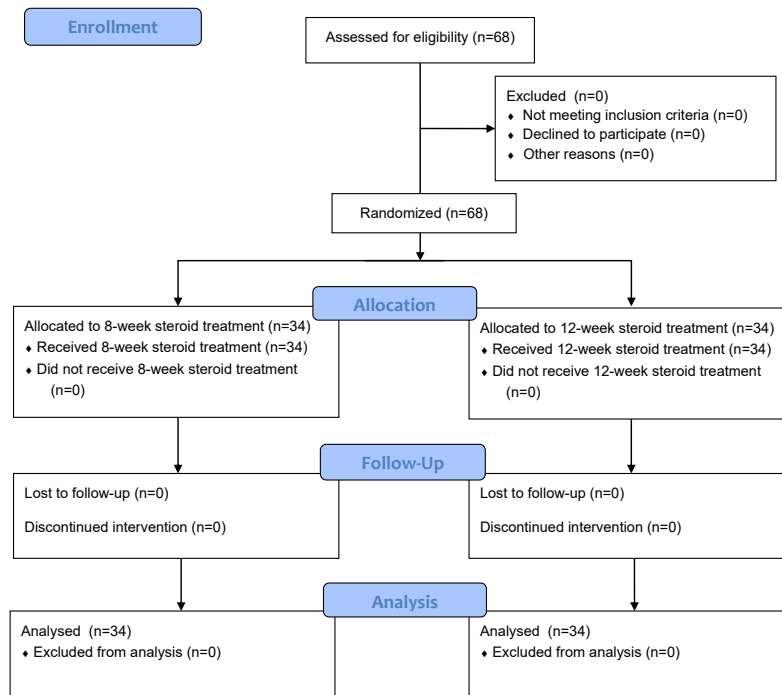 Enrollment
Assessed for eligibility (n=68)
Excluded (n=0)
♦ Not meeting inclusion criteria (n=0)
♦ Declined to participate (n=0)
♦ Other reasons (n=0)
Randomized (n=68)
Allocation
Allocated to 8-week steroid treatment (n=34)
♦ Received 8-week steroid treatment (n=34)
♦ Did not receive 8-week steroid treatment
(n=0)
Allocated to 12-week steroid treatment (n=34)
♦ Received 12-week steroid treatment (n=34)
♦ Did not receive 12-week steroid treatment
(n=0)
Follow-Up
Lost to follow-up (n=0)
Discontinued intervention (n=0)
Lost to follow-up (n=0)
Discontinued intervention (n=0)
Analysis
Analysed (n=34)
♦ Excluded from analysis (n=0)
Analysed (n=34)
♦ Excluded from analysis (n=0)